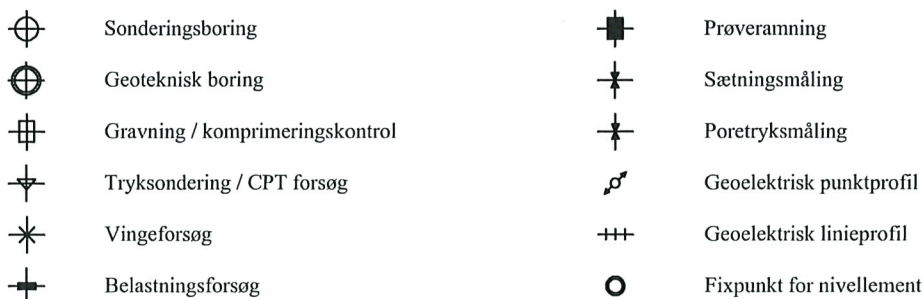 Sonderingsboring
Geoteknisk boring
Gravning / komprimeringskontrol
Tryksondering / CPT forsøg
Vingeforsøg
Belastningsforsøg
Prøveramning
Sætningsmåling
Poretryksmåling
Geoelektrisk punktprofil
Geoelektrisk linieprofil
Fixpunkt for nivellement